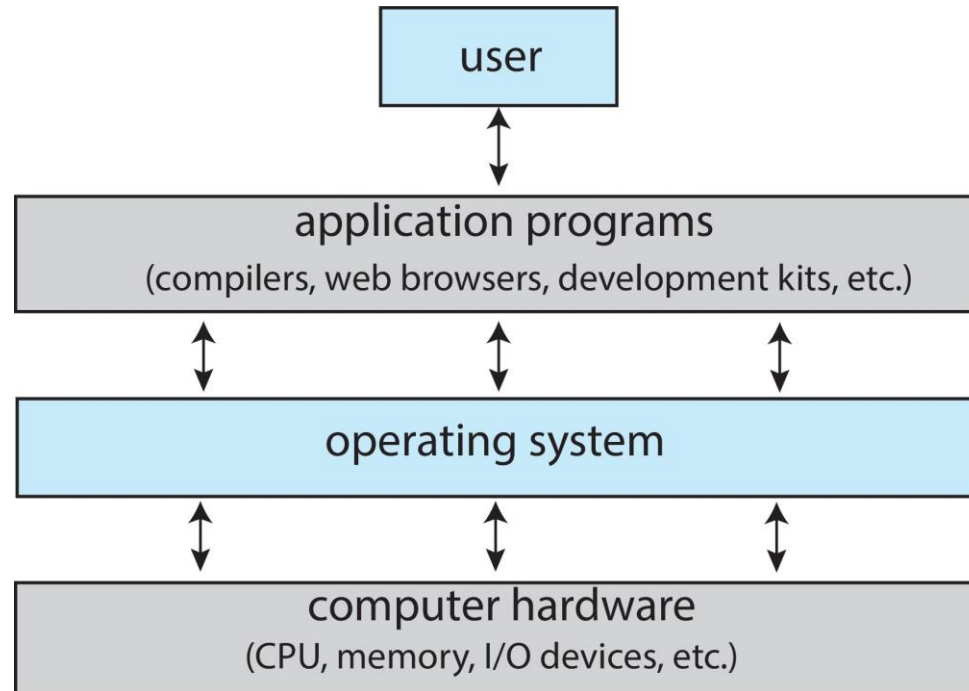 user
application programs
(compilers, web browsers, development kits, etc.)
operating system
computer hardware
(CPU, memory, I/O devices, etc.)